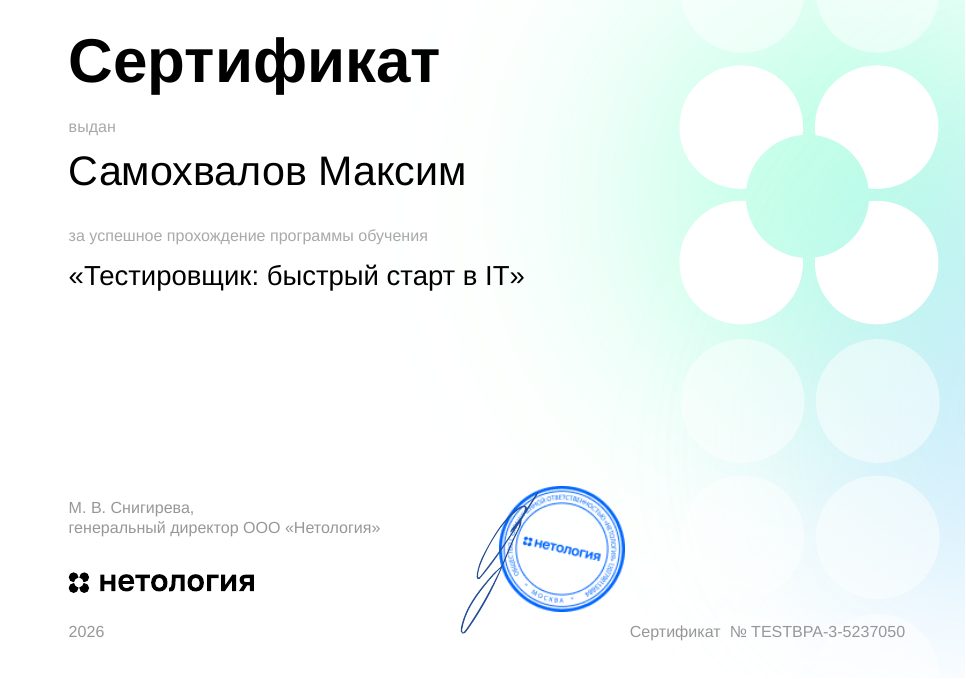 Сертификат
выдан
Самохвалов Максим
за успешное прохождение программы обучения
«Тестировщик: быстрый старт в IT»
М. В. Снигирева,
генеральный директор ООО «Нетология»
нетология
2026
нетология
МОСКВА
Сертификат № TESTBPA-3-5237050